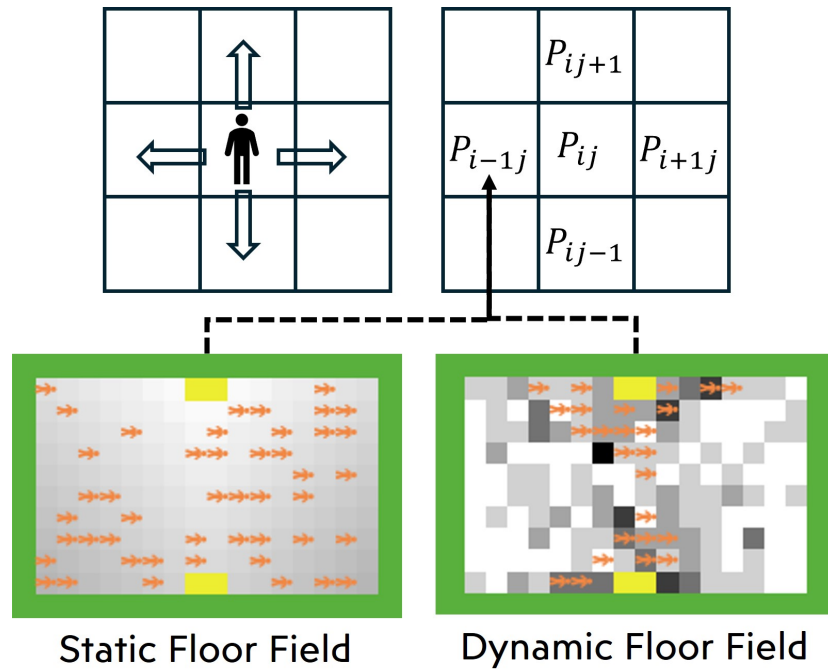 P_{ij+1}
P_{i-1j} P_{ij} P_{i+1j}
P_{ij-1}
Static Floor Field Dynamic Floor Field